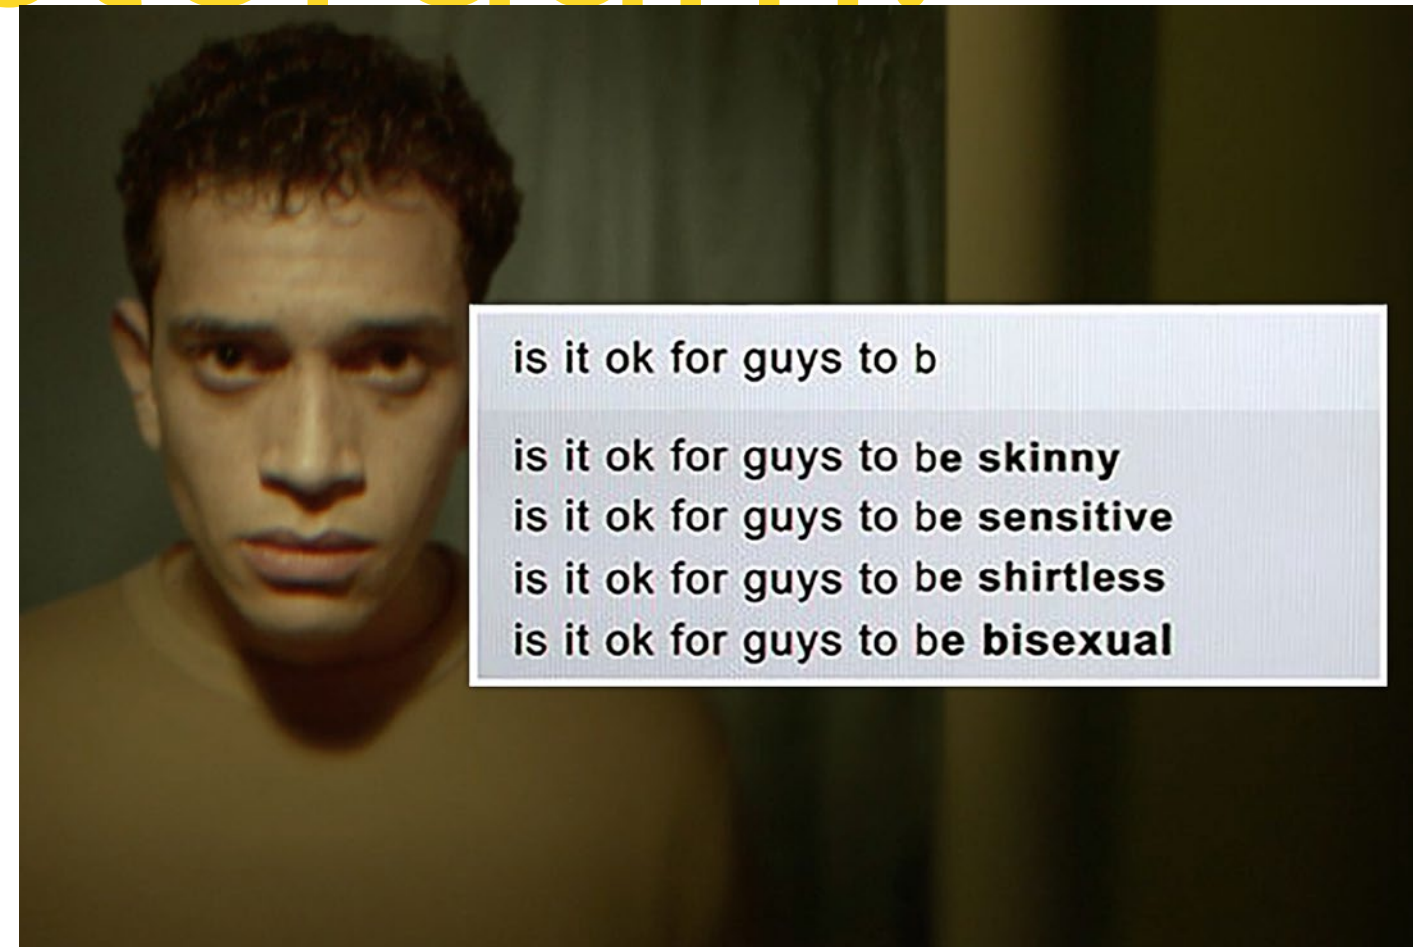 is it ok for guys to b
is it ok for guys to be skinny
is it ok for guys to be sensitive
is it ok for guys to be shirtless
is it ok for guys to be bisexual